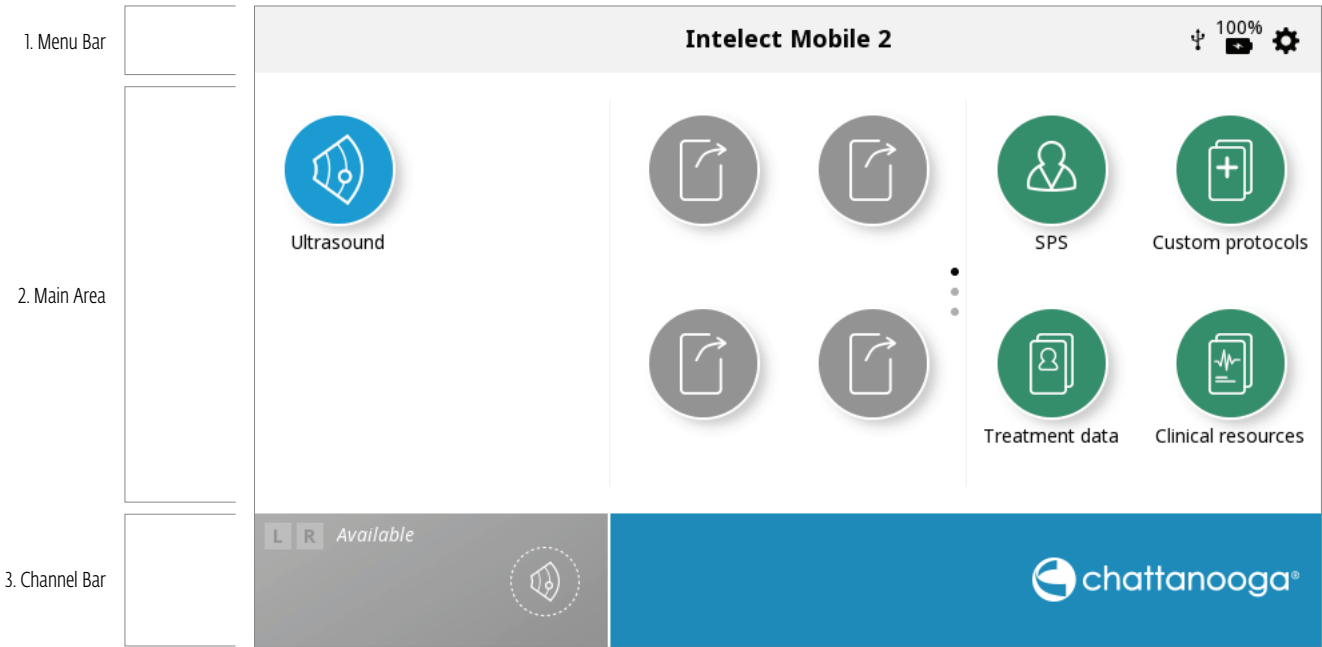 1. Menu Bar
Intelect Mobile 2
100%
Ultrasound
SPS
Custom protocols
2. Main Area
Treatment data
Clinical resources
L R Available
3. Channel Bar
chattanooga®